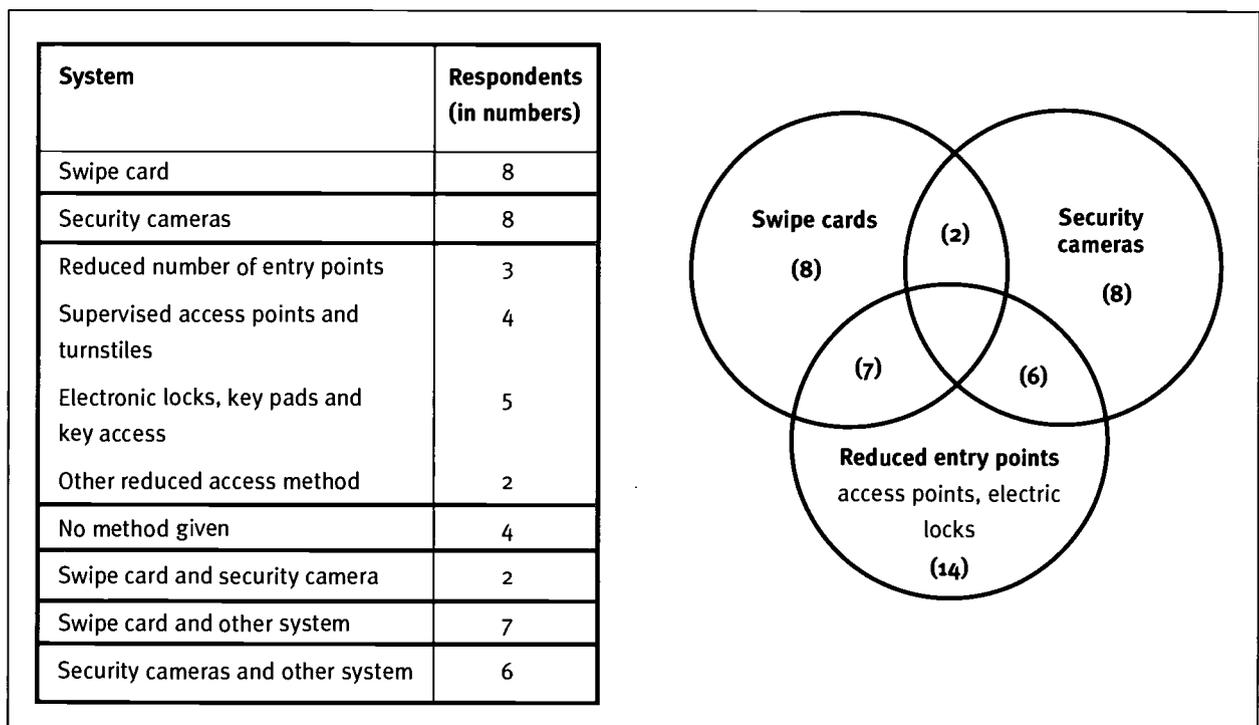 System
Respondents
(in numbers)
Swipe card 8
Security cameras 8
Reduced number of entry points 3
Supervised access points and 4
turnstiles
Electronic locks, key pads and 5
key access
Other reduced access method 2
No method given 4
Swipe card and security camera 2
Swipe card and other system 7
Security cameras and other system 6
Swipe cards
(8)
(2)
Security
cameras
(8)
(7)
(6)
Reduced entry points
access points, electric
locks
(14)